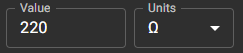 Value Units
220 Ω